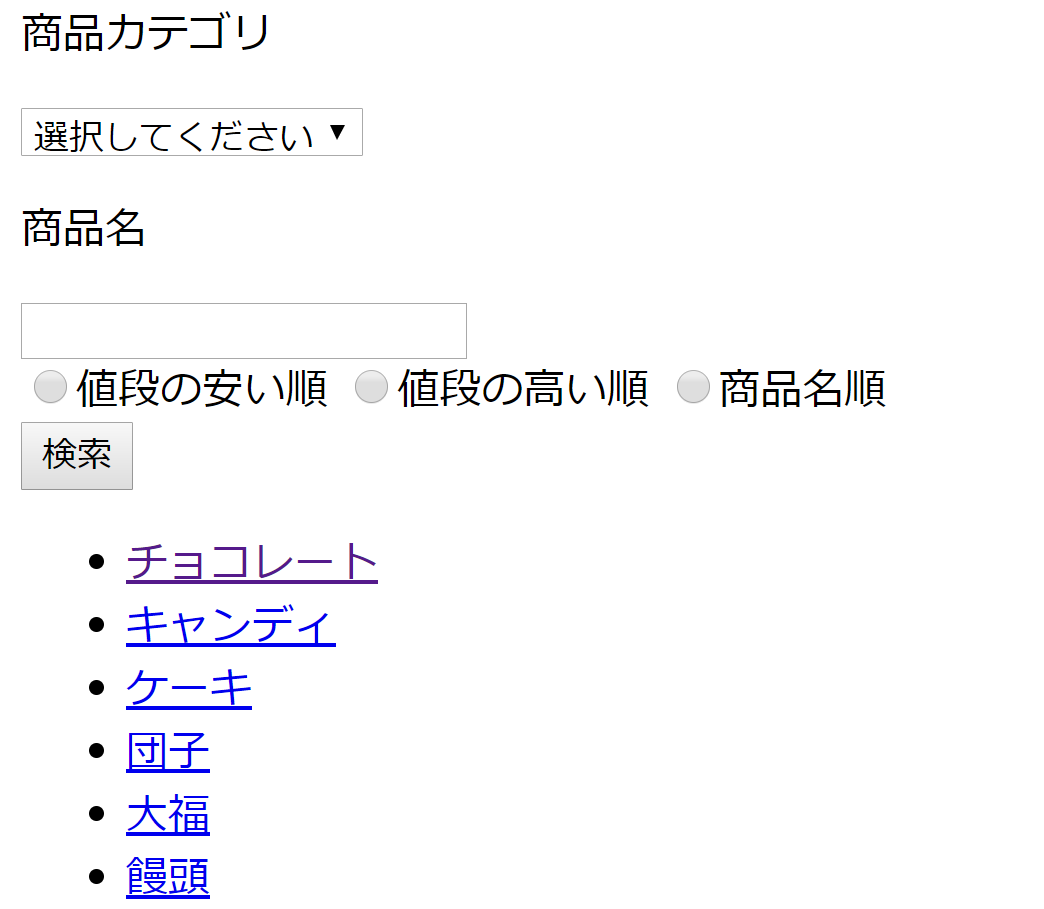 商品カテゴリ
選択してください ▼
商品名
値段の安い順 値段の高い順 商品名順
検索
チョコレート
キャンディ
ケーキ
団子
大福
饅頭